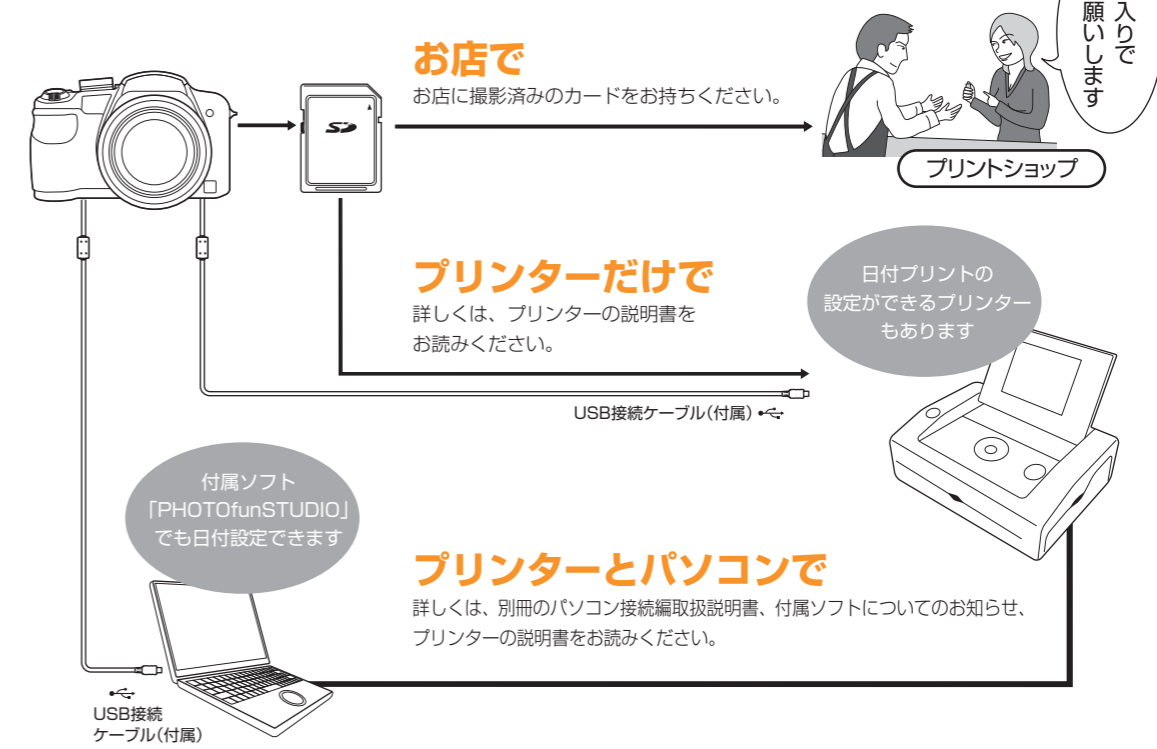 入りで
願いします
お店で
お店に撮影済みのカードをお持ちください。
プリントショップ
プリンターだけで
詳しくは、プリンターの説明書を
お読みください。
日付プリントの
設定ができるプリンター
もあります
USB接続ケーブル(付属)
付属ソフト
「PHOTOfunSTUDIO」
でも日付設定できます
プリンターとパソコンで
詳しくは、別冊のパソコン接続編取扱説明書、付属ソフトについてのお知らせ、
プリンターの説明書をお読みください。
USB接続
ケーブル(付属)
SD